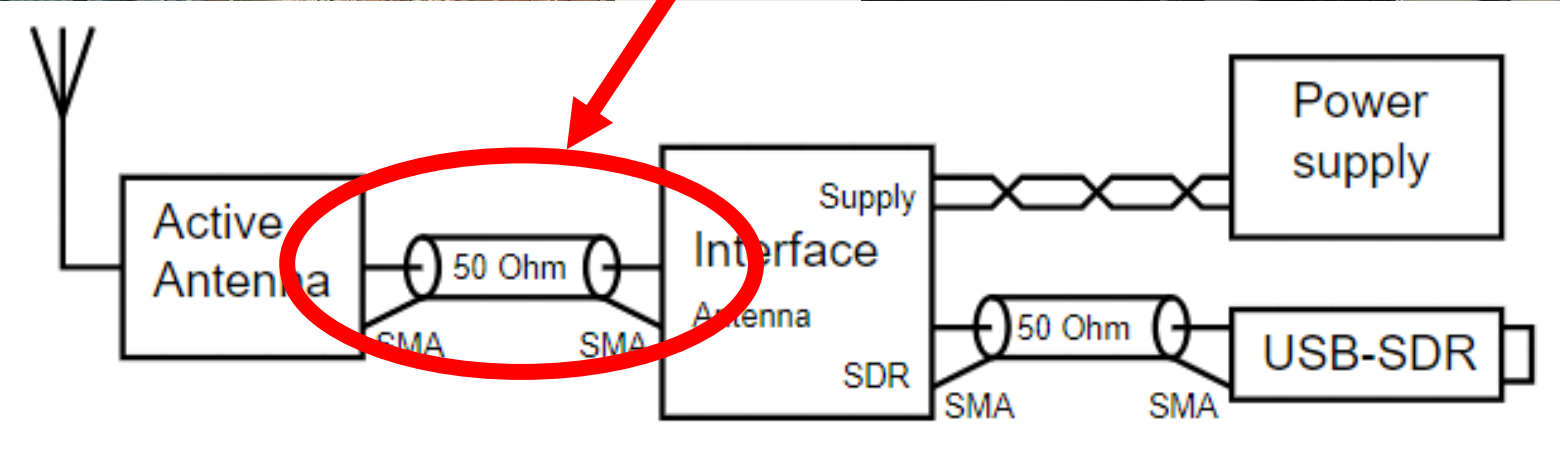 Active
Antenna
50 Ohm
SMA
SMA
Supply
Interface
Antenna
SDR
Power
supply
50 Ohm
SMA
SMA
USB-SDR